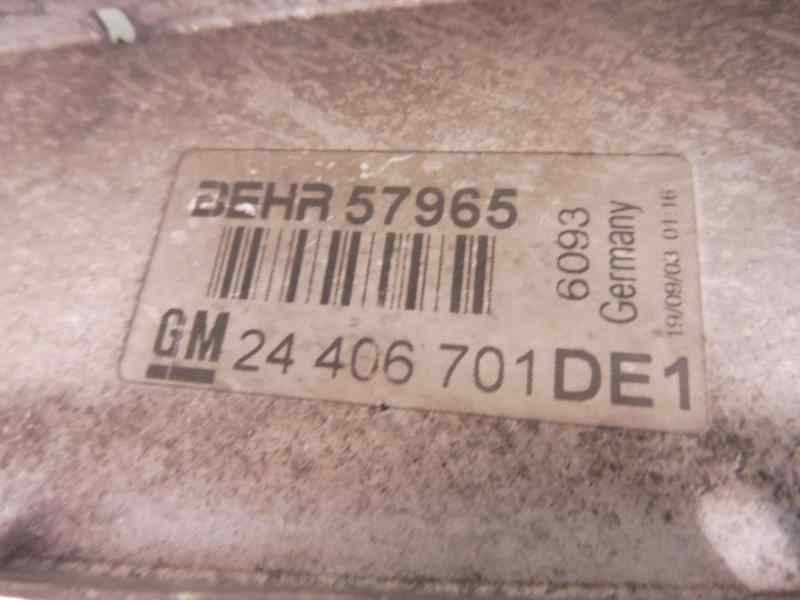 BEHR 57965
GM 24 406 701 DE1
6093
Germany
19/09/03 01:16